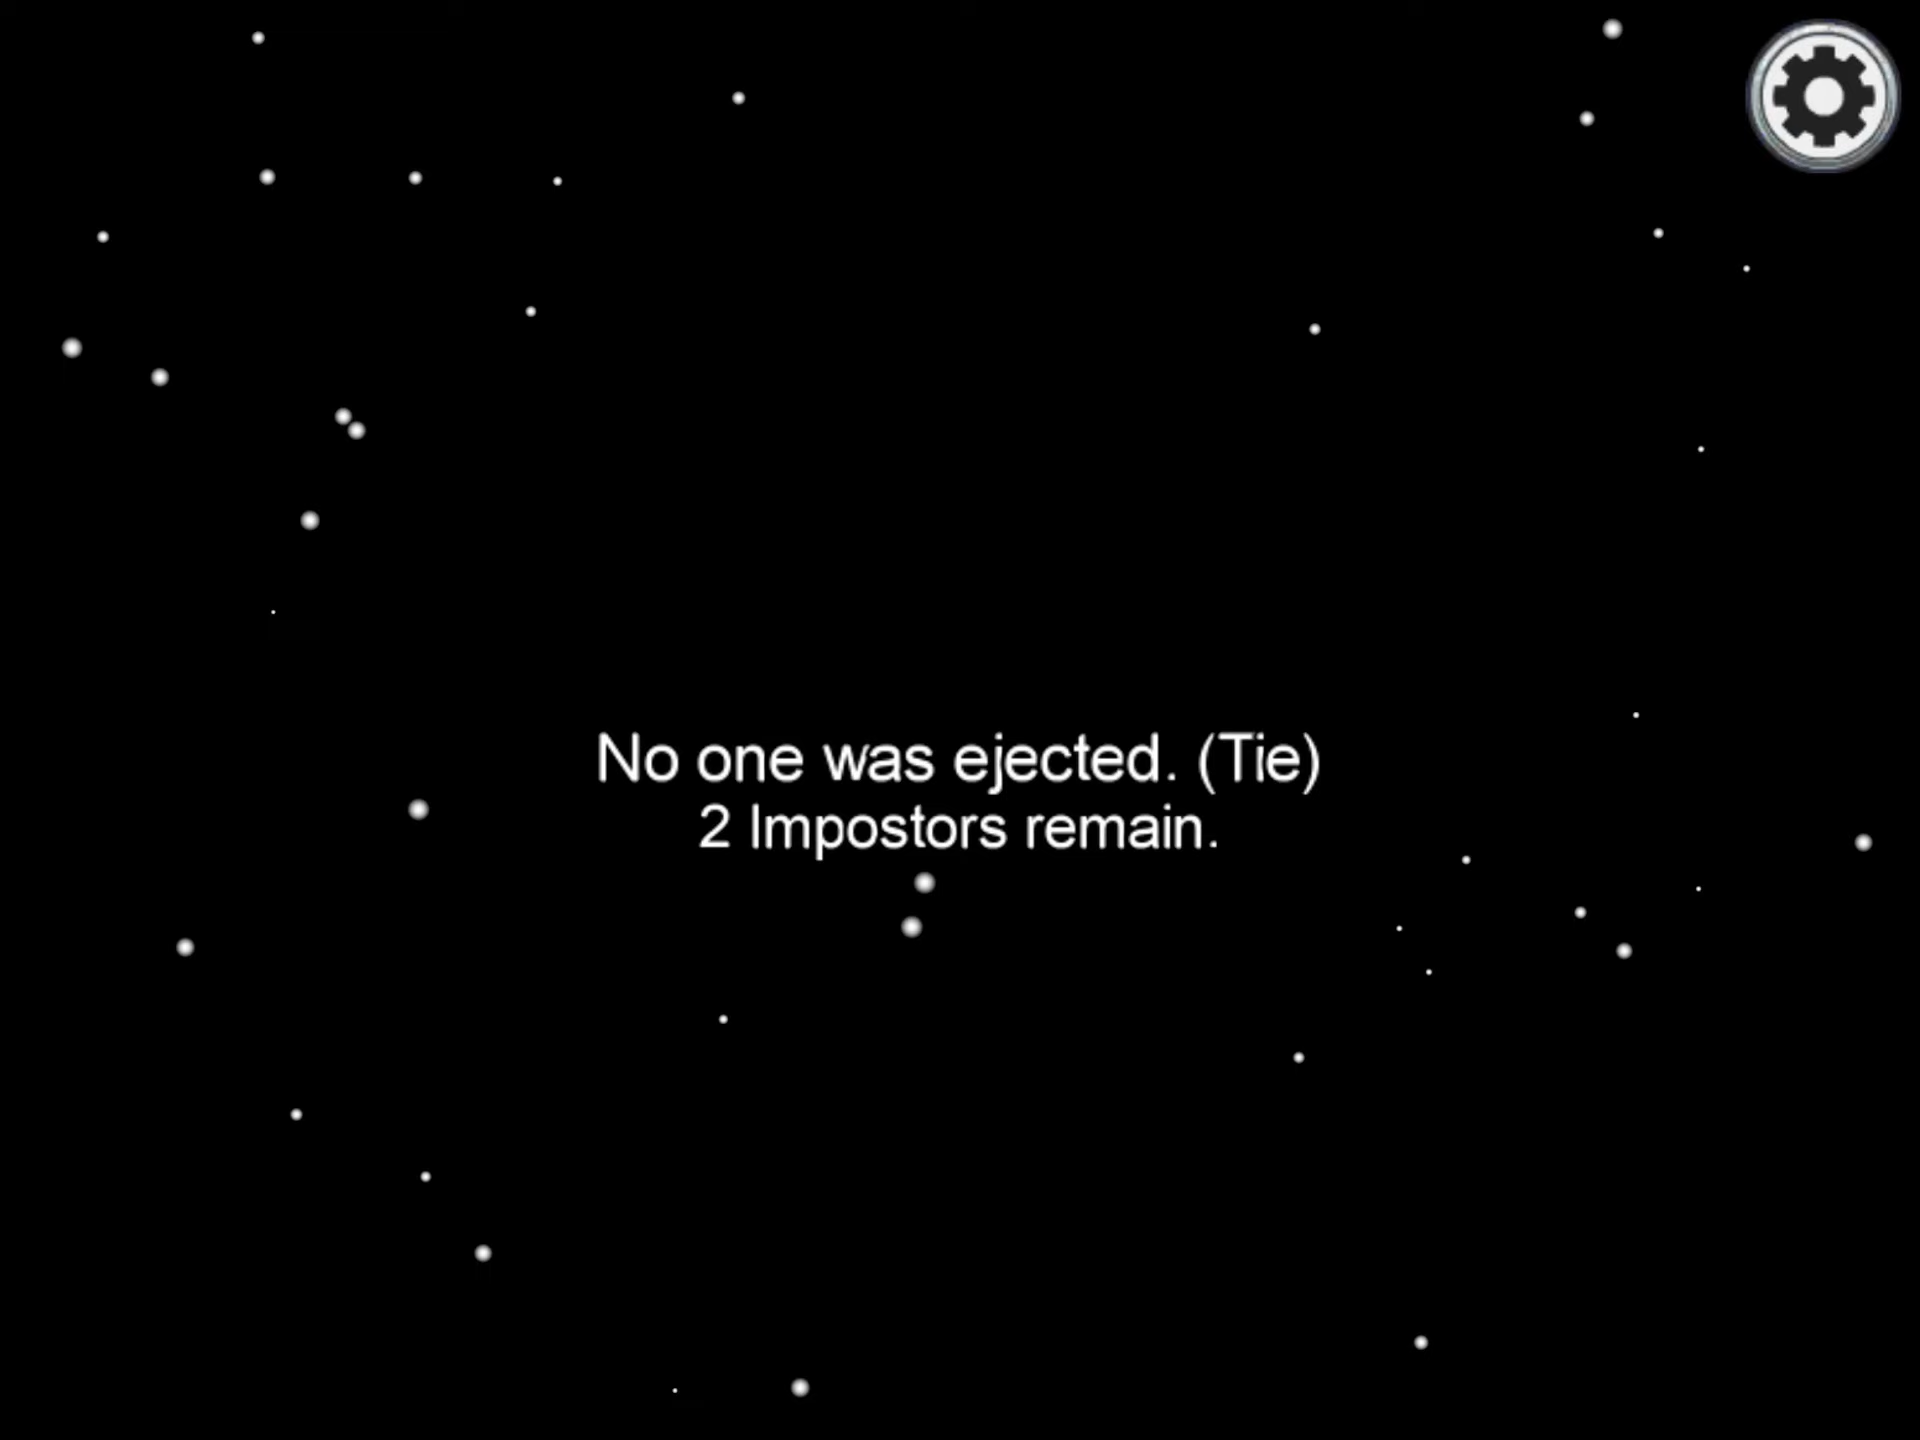 No one was ejected. (Tie)
2 Impostors remain.